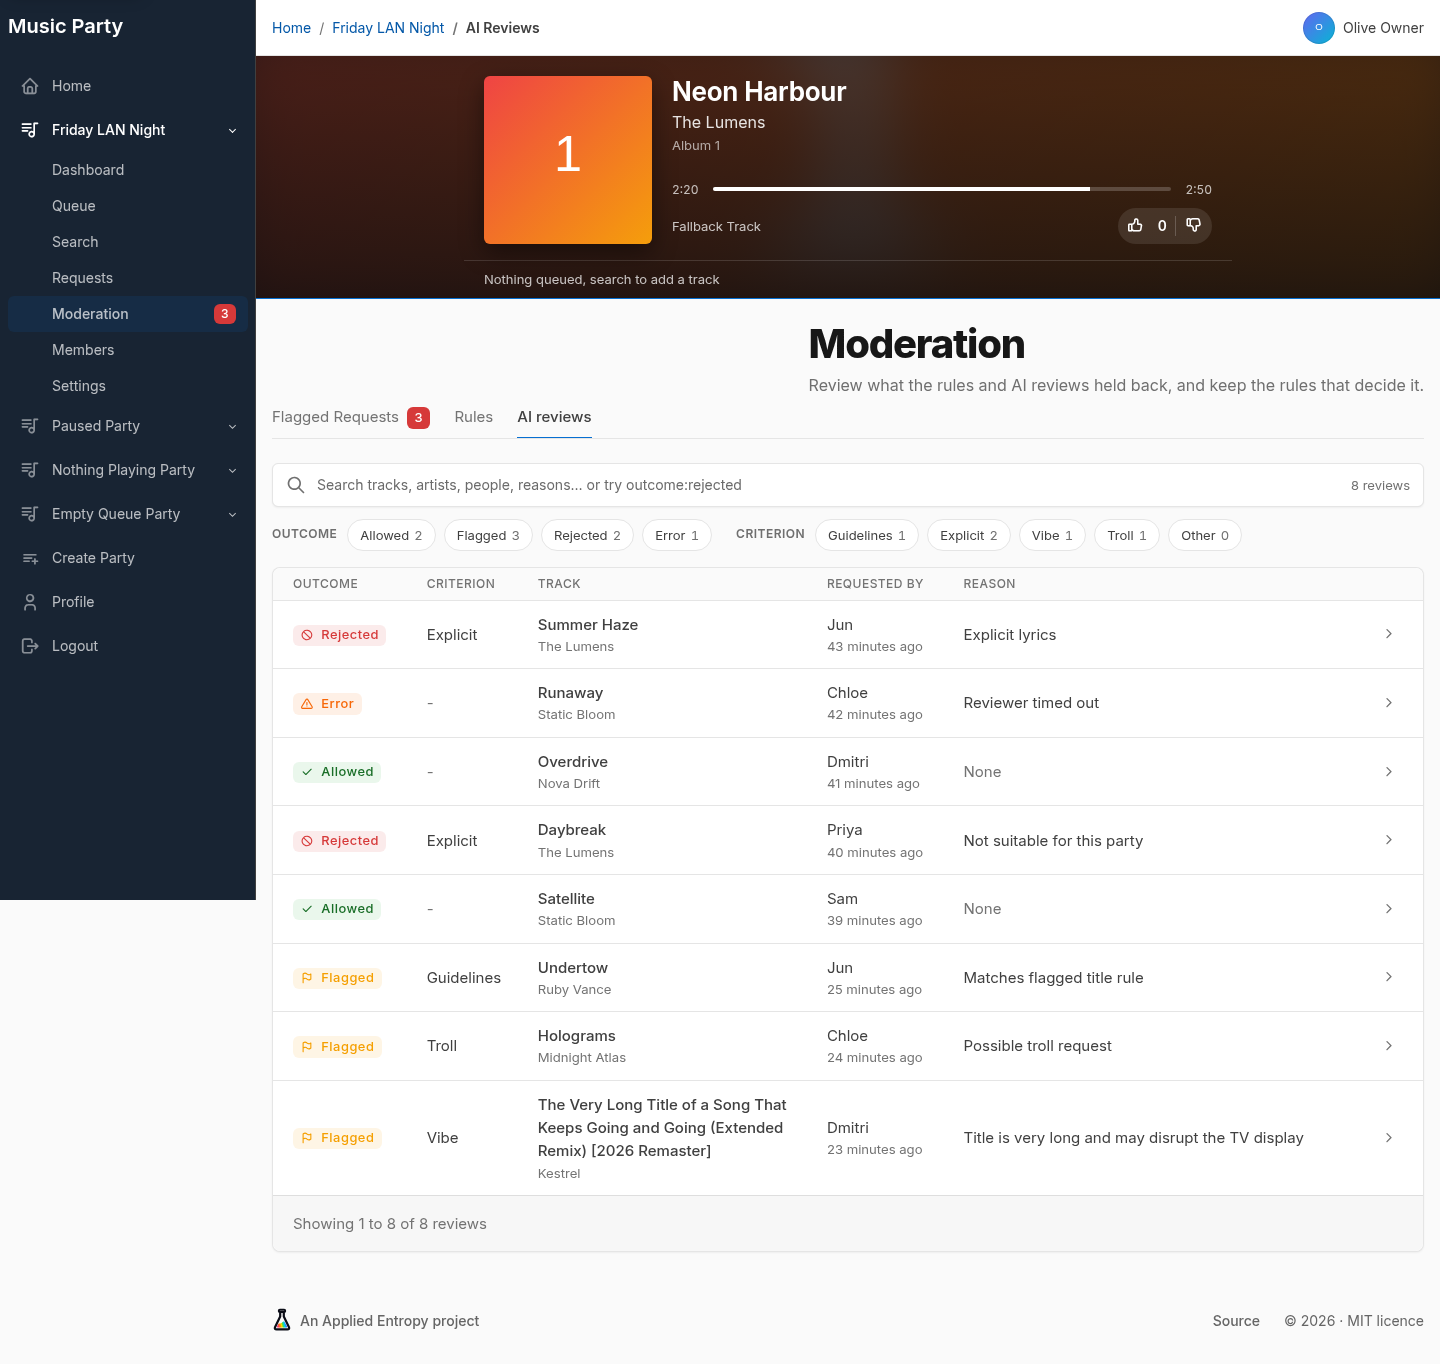 Music Party
Home
Friday LAN Night
Dashboard
Queue
Search
Requests
Moderation 3
Members
Settings
Paused Party
Nothing Playing Party
Empty Queue Party
Create Party
Profile
Logout
Home / Friday LAN Night / AI Reviews
O Olive Owner
1
Neon Harbour
The Lumens
Album 1
2:20 2:50
Fallback Track 0
Nothing queued, search to add a track
Moderation
Review what the rules and AI reviews held back, and keep the rules that decide it.
Flagged Requests 3 Rules AI reviews
Search tracks, artists, people, reasons... or try outcome:rejected 8 reviews
OUTCOME Allowed 2 Flagged 3 Rejected 2 Error 1 CRITERION Guidelines 1 Explicit 2 Vibe 1 Troll 1 Other 0
OUTCOME CRITERION TRACK REQUESTED BY REASON
Rejected Explicit Summer Haze Jun Explicit lyrics
The Lumens 43 minutes ago
Error - Runaway Chloe Reviewer timed out
Static Bloom 42 minutes ago
Allowed - Overdrive Dmitri None
Nova Drift 41 minutes ago
Rejected Explicit Daybreak Priya Not suitable for this party
The Lumens 40 minutes ago
Allowed - Satellite Sam None
Static Bloom 39 minutes ago
Flagged Guidelines Undertow Jun Matches flagged title rule
Ruby Vance 25 minutes ago
Flagged Troll Holograms Chloe Possible troll request
Midnight Atlas 24 minutes ago
Flagged Vibe The Very Long Title of a Song That
Keeps Going and Going (Extended Dmitri Title is very long and may disrupt the TV display
Remix) [2026 Remaster] 23 minutes ago
Kestrel
Showing 1 to 8 of 8 reviews
An Applied Entropy project Source © 2026 · MIT licence